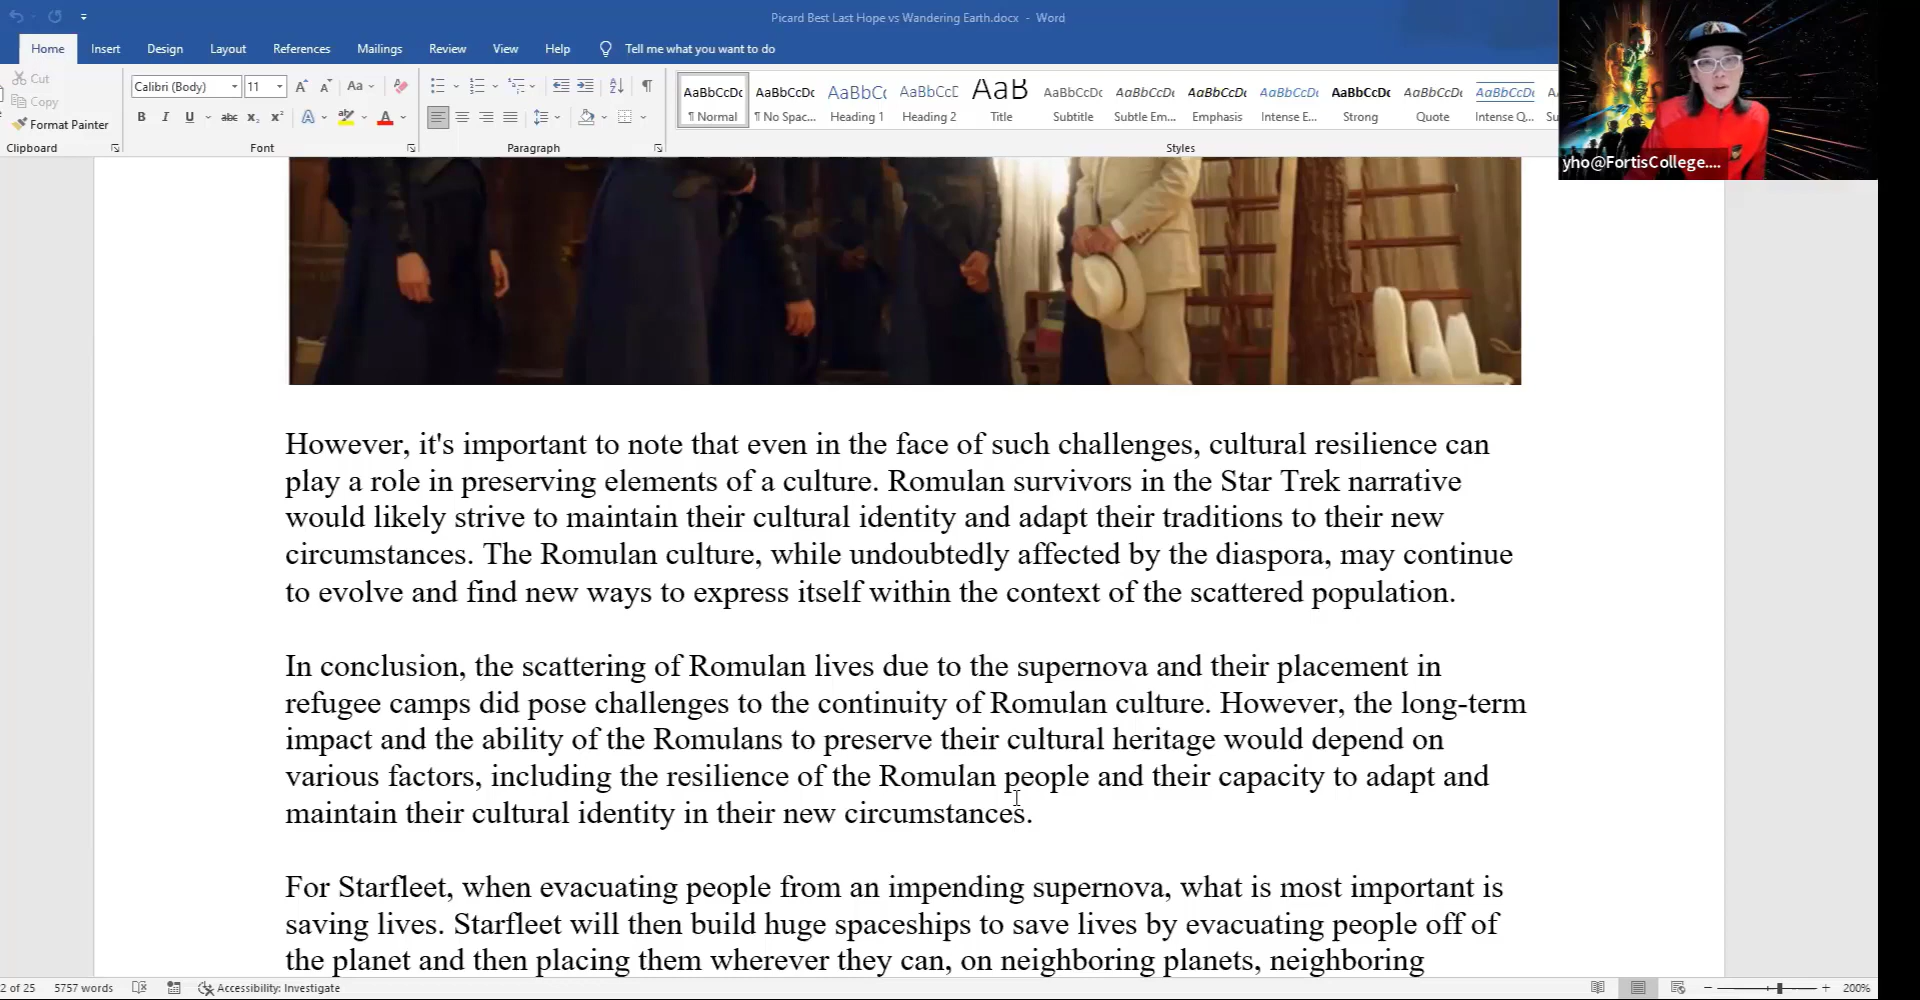 Picard Best Last Hope vs Wandering Earth.docx - Word
Home Insert Design Layout References Mailings Review View Help Tell me what you want to do
Cut
Copy
Format Painter
Calibri (Body) 11
AaBbCcDc AaBbCcDc AaBbCc AaBbCcE AaB AaBbCcDc AaBbCcDc AaBbCcDc AaBbCcDc AaBbCcDc AaBbCcDc AaBbCcDc
¶ Normal ¶ No Spac... Heading 1 Heading 2 Title Subtitle Subtle Em... Emphasis Intense E... Strong Quote Intense Q...
Clipboard Font Paragraph Styles
yho@FortisCollege....
However, it's important to note that even in the face of such challenges, cultural resilience can
play a role in preserving elements of a culture. Romulan survivors in the Star Trek narrative
would likely strive to maintain their cultural identity and adapt their traditions to their new
circumstances. The Romulan culture, while undoubtedly affected by the diaspora, may continue
to evolve and find new ways to express itself within the context of the scattered population.
In conclusion, the scattering of Romulan lives due to the supernova and their placement in
refugee camps did pose challenges to the continuity of Romulan culture. However, the long-term
impact and the ability of the Romulans to preserve their cultural heritage would depend on
various factors, including the resilience of the Romulan people and their capacity to adapt and
maintain their cultural identity in their new circumstances.
For Starfleet, when evacuating people from an impending supernova, what is most important is
saving lives. Starfleet will then build huge spaceships to save lives by evacuating people off of
the planet and then placing them wherever they can, on neighboring planets, neighboring
2 of 25 5757 words Accessibility: Investigate 200%